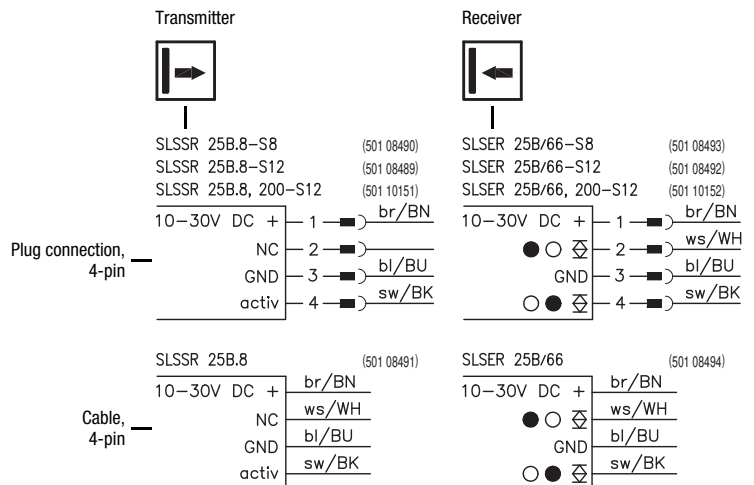 Transmitter
Receiver
SLSSR 25B.8-S8 (501 08490)
SLSSR 25B.8-S12 (501 08489)
SLSSR 25B.8, 200-S12 (501 10151)
SLSER 25B/66-S8 (501 08493)
SLSER 25B/66-S12 (501 08492)
SLSER 25B/66, 200-S12 (501 10152)
Plug connection,
4-pin
10-30V DC + 1 br/BN
NC 2
GND 3 bl/BU
activ 4 sw/BK
10-30V DC + 1 br/BN
2 ws/WH
GND 3 bl/BU
4 sw/BK
SLSSR 25B.8 (501 08491)
SLSER 25B/66 (501 08494)
Cable,
4-pin
10-30V DC + br/BN
NC ws/WH
GND bl/BU
activ sw/BK
10-30V DC + br/BN
ws/WH
GND bl/BU
sw/BK